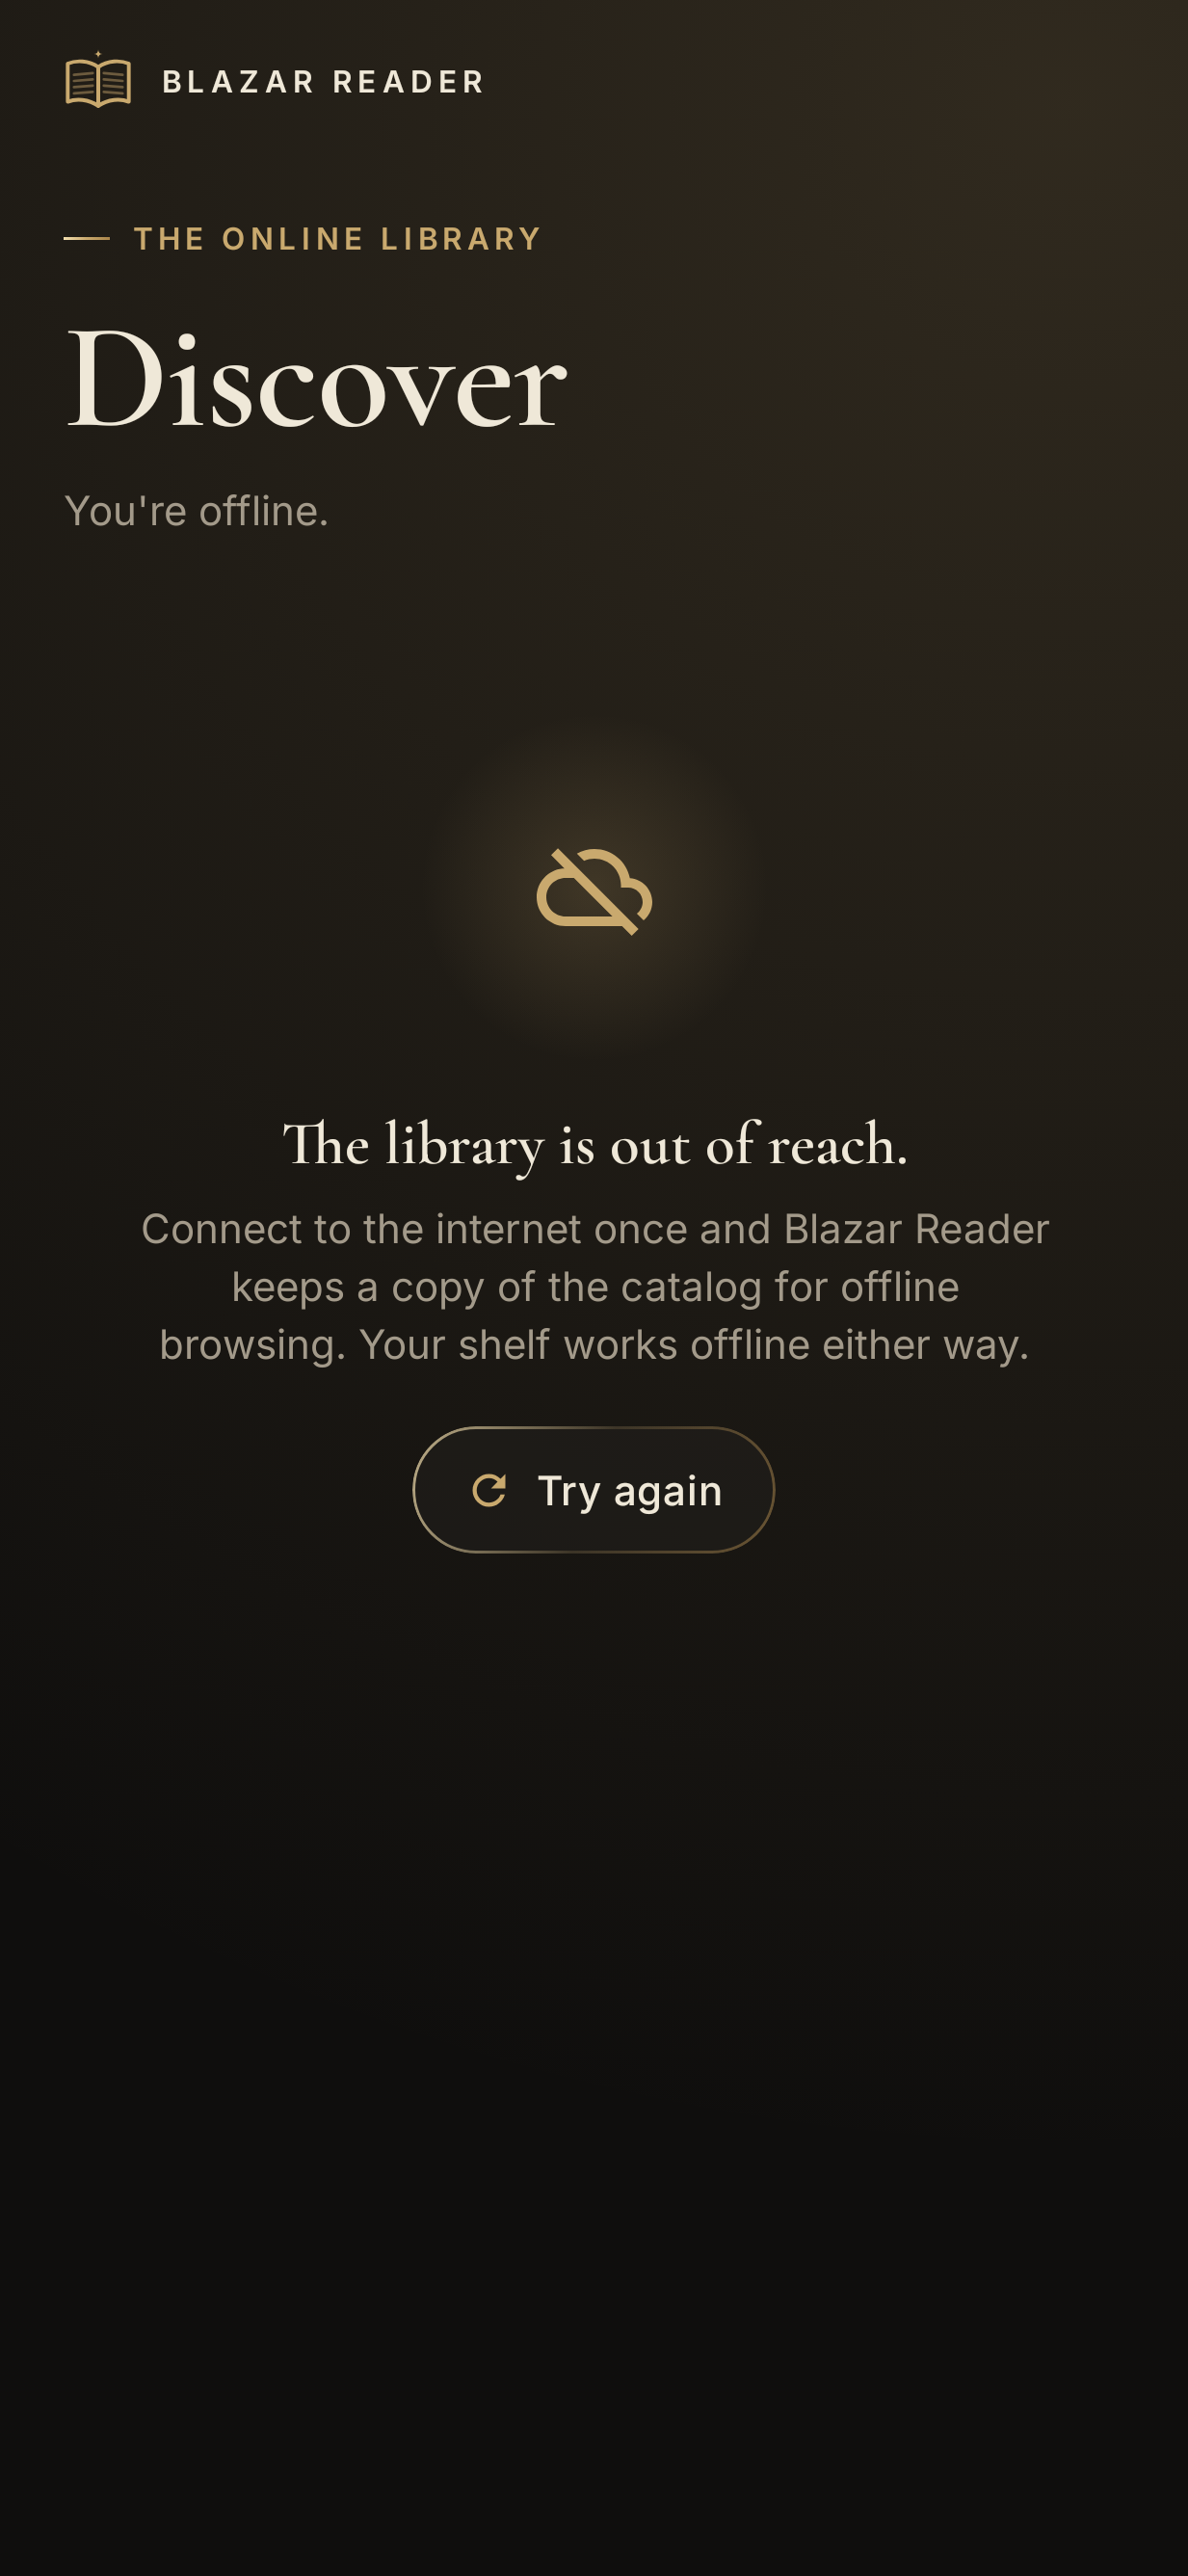 BLAZAR READER
THE ONLINE LIBRARY
Discover
You're offline.
The library is out of reach.
Connect to the internet once and Blazar Reader
keeps a copy of the catalog for offline
browsing. Your shelf works offline either way.
Try again